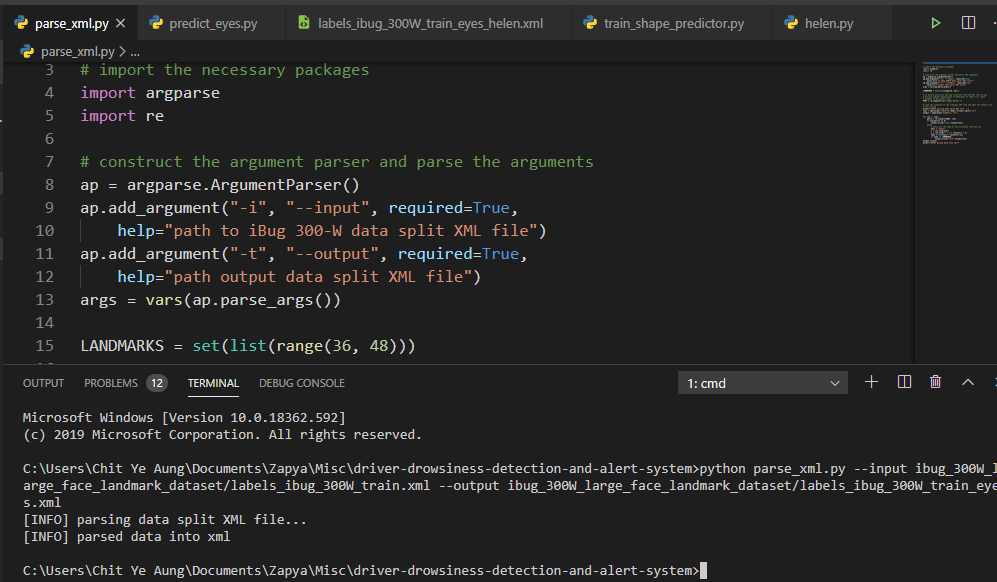 parse_xml.py
predict_eyes.py
labels_ibug_300W_train_eyes_helen.xml
train_shape_predictor.py
helen.py
parse_xml.py > ...
3 # import the necessary packages
4 import argparse
5 import re
6
7 # construct the argument parser and parse the arguments
8 ap = argparse.ArgumentParser()
9 ap.add_argument("-i", "--input", required=True,
10 help="path to iBug 300-W data split XML file")
11 ap.add_argument("-t", "--output", required=True,
12 help="path output data split XML file")
13 args = vars(ap.parse_args())
14
15 LANDMARKS = set(list(range(36, 48)))
OUTPUT PROBLEMS 12 TERMINAL DEBUG CONSOLE 1: cmd
Microsoft Windows [Version 10.0.18362.592]
(c) 2019 Microsoft Corporation. All rights reserved.
C:\Users\Chit Ye Aung\Documents\Zapya\Misc\driver-drowsiness-detection-and-alert-system>python parse_xml.py --input ibug_300W_l
arge_face_landmark_dataset/labels_ibug_300W_train.xml --output ibug_300W_large_face_landmark_dataset/labels_ibug_300W_train_eye
s.xml
[INFO] parsing data split XML file...
[INFO] parsed data into xml
C:\Users\Chit Ye Aung\Documents\Zapya\Misc\driver-drowsiness-detection-and-alert-system>